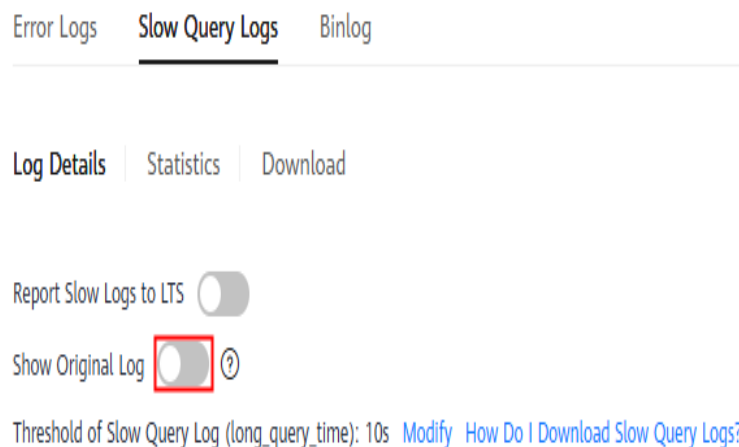 Error Logs Slow Query Logs Binlog
Log Details Statistics Download
Report Slow Logs to LTS
Show Original Log ?
Threshold of Slow Query Log (long_query_time): 10s Modify How Do I Download Slow Query Logs?